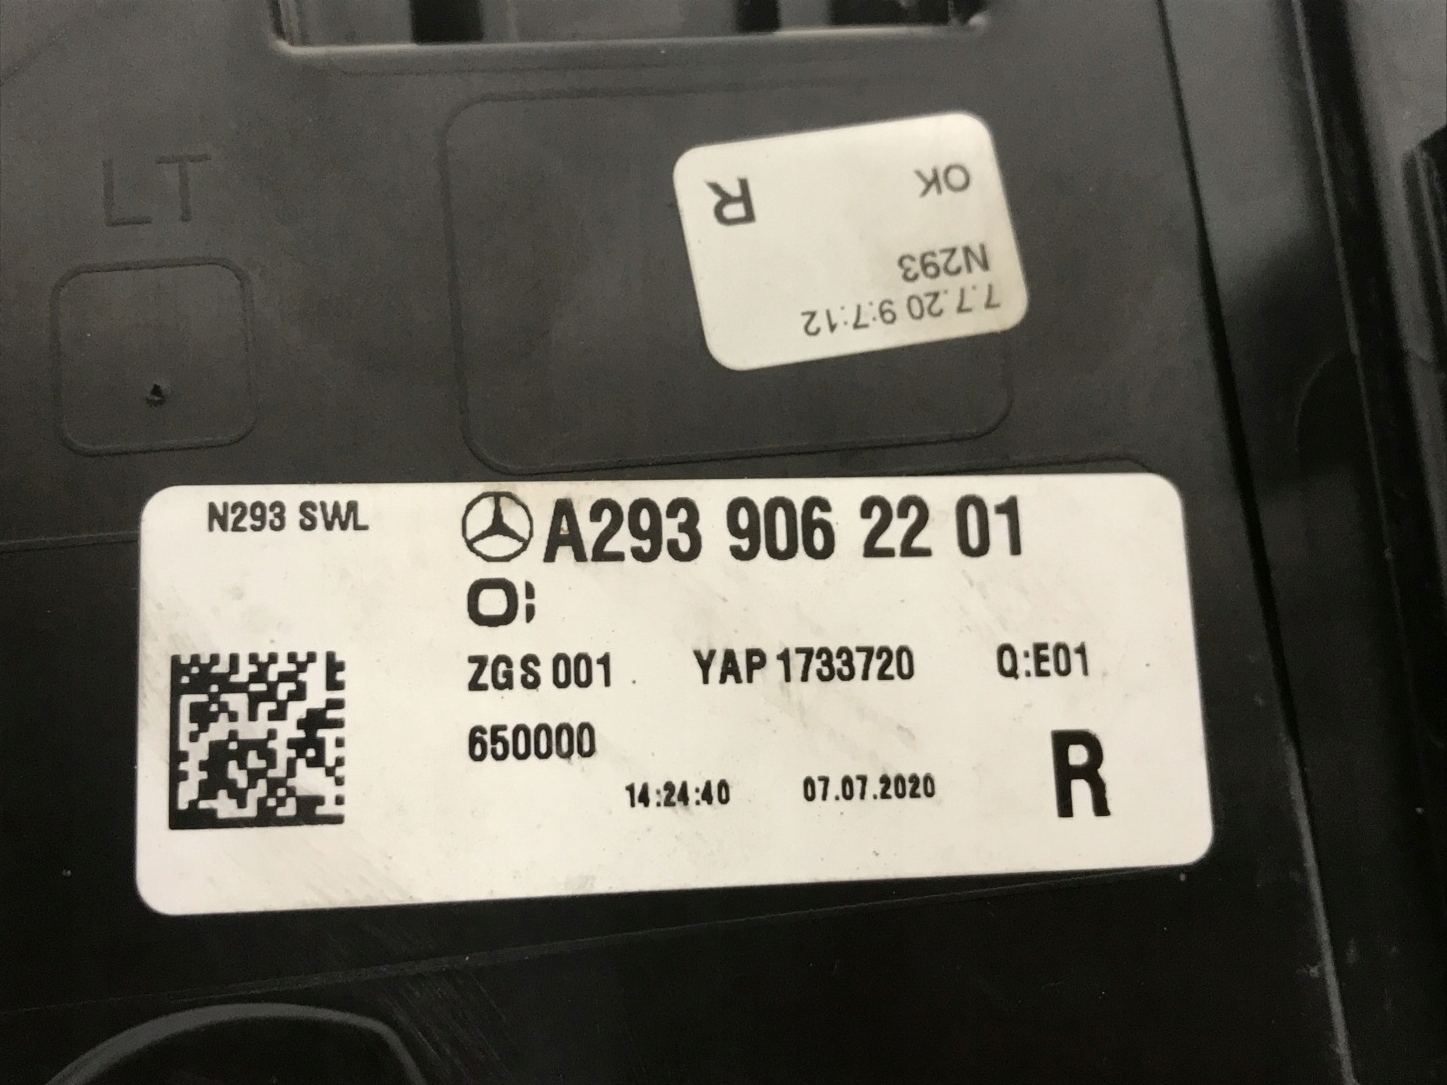 LT
R OK
N293
7.7.20 9:7:12
N293 SWL
A293 906 22 01
ZGS 001 YAP 1733720 Q:E01
650000
14:24:40 07.07.2020 R